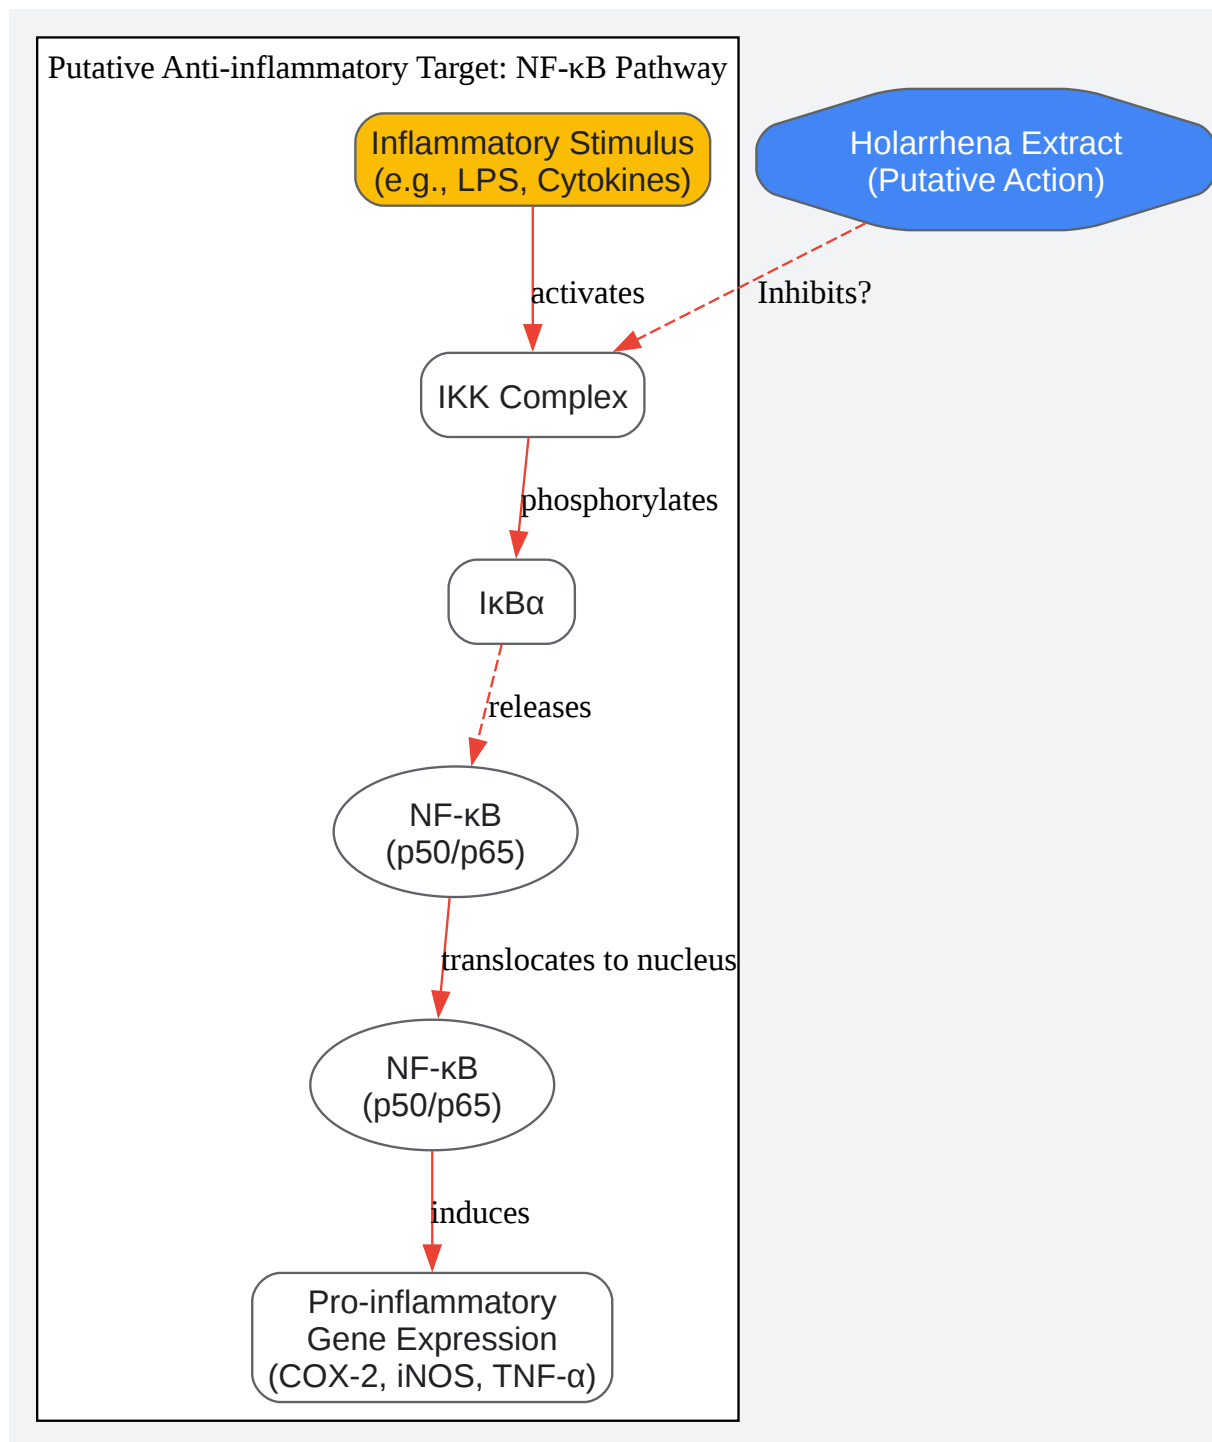 Putative Anti-inflammatory Target: NF-κB Pathway
Inflammatory Stimulus
(e.g., LPS, Cytokines)
Holarrhena Extract
(Putative Action)
activates
Inhibits?
IKK Complex
phosphorylates
IκBα
releases
NF-κB
(p50/p65)
translocates to nucleus
NF-κB
(p50/p65)
induces
Pro-inflammatory
Gene Expression
(COX-2, iNOS, TNF-α)